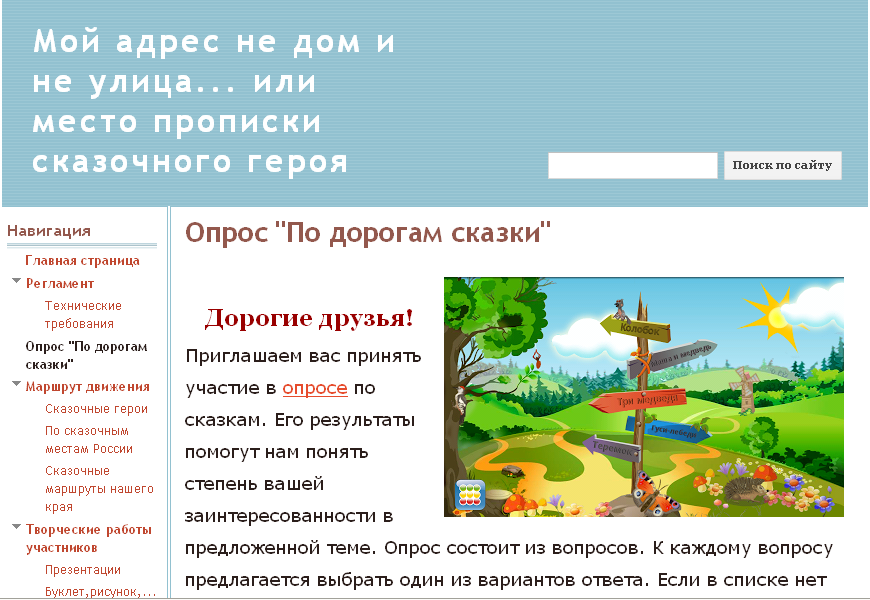 Мой адрес не дом и
не улица... или
место прописки
сказочного героя
Поиск по сайту
Навигация
Главная страница
Регламент
Технические
требования
Опрос "По дорогам
сказки"
Маршрут движения
Сказочные герои
По сказочным
местам России
Сказочные
маршруты нашего
края
Творческие работы
участников
Презентации
Буклет,рисунок,...
Опрос "По дорогам сказки"
Дорогие друзья!
Приглашаем вас принять
участие в опросе по
сказкам. Его результаты
помогут нам понять
степень вашей
заинтересованности в
предложенной теме. Опрос состоит из вопросов. К каждому вопросу
предлагается выбрать один из вариантов ответа. Если в списке нет
Колобок
Маша и медведь
Три медведя
Гуси-лебеди
Теремок